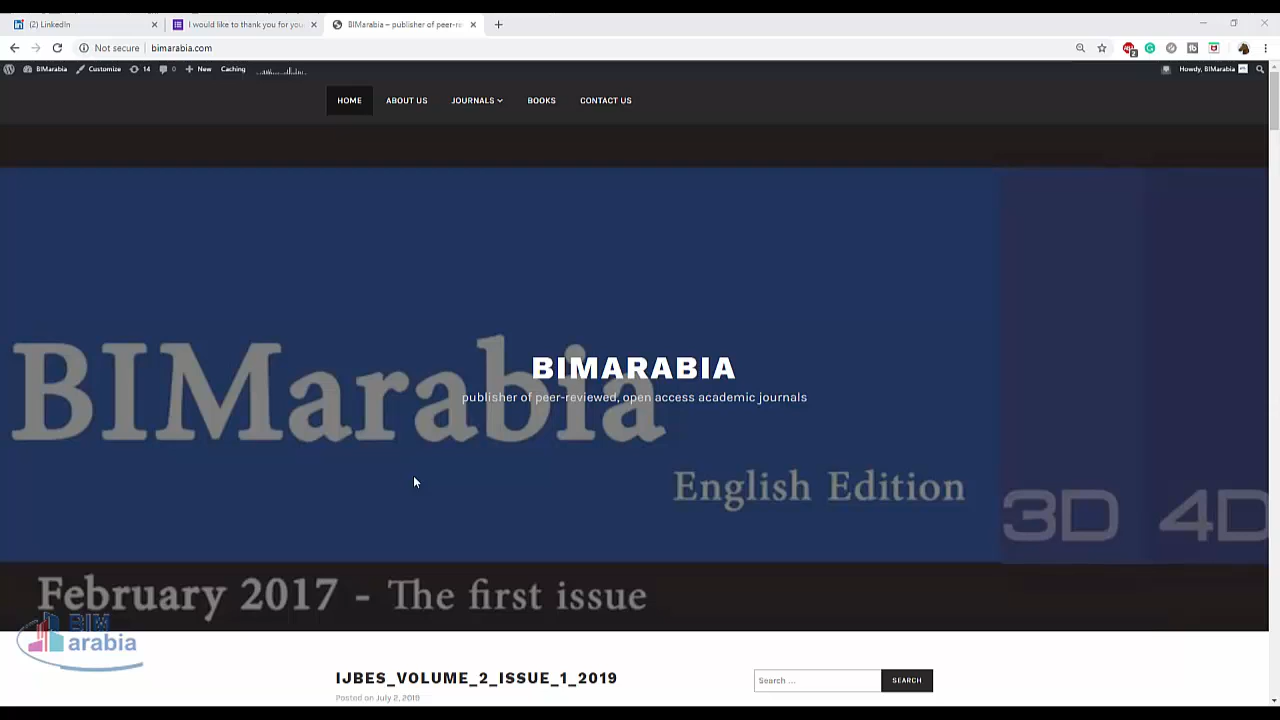 (2) LinkedIn
I would like to thank you for you
BIMarabia – publisher of peer-re
Not secure
bimarabia.com
BIMarabia
Customize
14
0
New
Caching
Howdy, BIMarabia
HOME
ABOUT US
JOURNALS
BOOKS
CONTACT US
BIMarabia
BIMARABIA
publisher of peer-reviewed, open access academic journals
English Edition
3D 4D
February 2017 - The first issue
BIM
arabia
IJBES_VOLUME_2_ISSUE_1_2019
Posted on July 2, 2019
Search ...
SEARCH